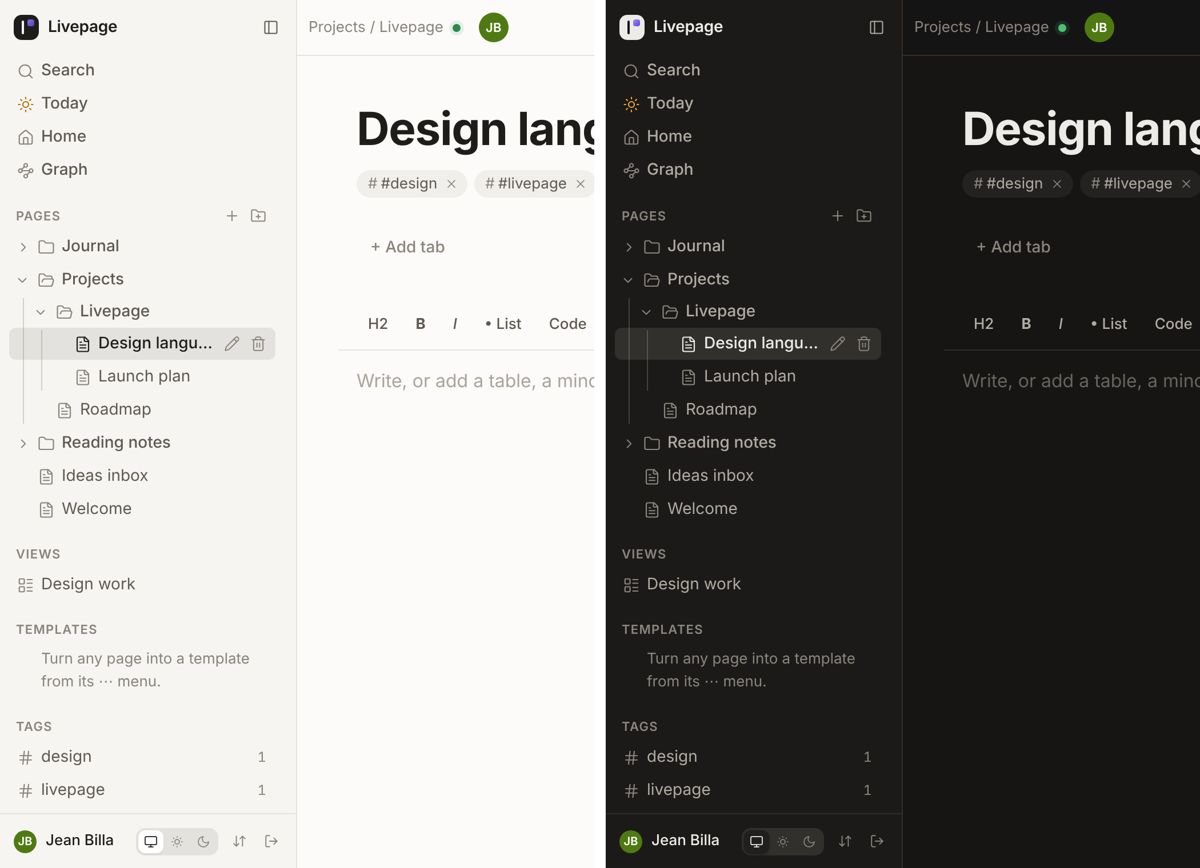 Livepage
Search
Today
Home
Graph
PAGES
Journal
Projects
Livepage
Design langu...
Launch plan
Roadmap
Reading notes
Ideas inbox
Welcome
VIEWS
Design work
TEMPLATES
Turn any page into a template
from its ··· menu.
TAGS
# design 1
# livepage 1
JB Jean Billa
Projects / Livepage JB
Design lang
# #design × # #livepage ×
+ Add tab
H2 B I • List Code
Write, or add a table, a mind
Livepage
Search
Today
Home
Graph
PAGES
Journal
Projects
Livepage
Design langu...
Launch plan
Roadmap
Reading notes
Ideas inbox
Welcome
VIEWS
Design work
TEMPLATES
Turn any page into a template
from its ··· menu.
TAGS
# design 1
# livepage 1
JB Jean Billa
Projects / Livepage JB
Design lang
# #design × # #livepage ×
+ Add tab
H2 B I • List Code
Write, or add a table, a mind